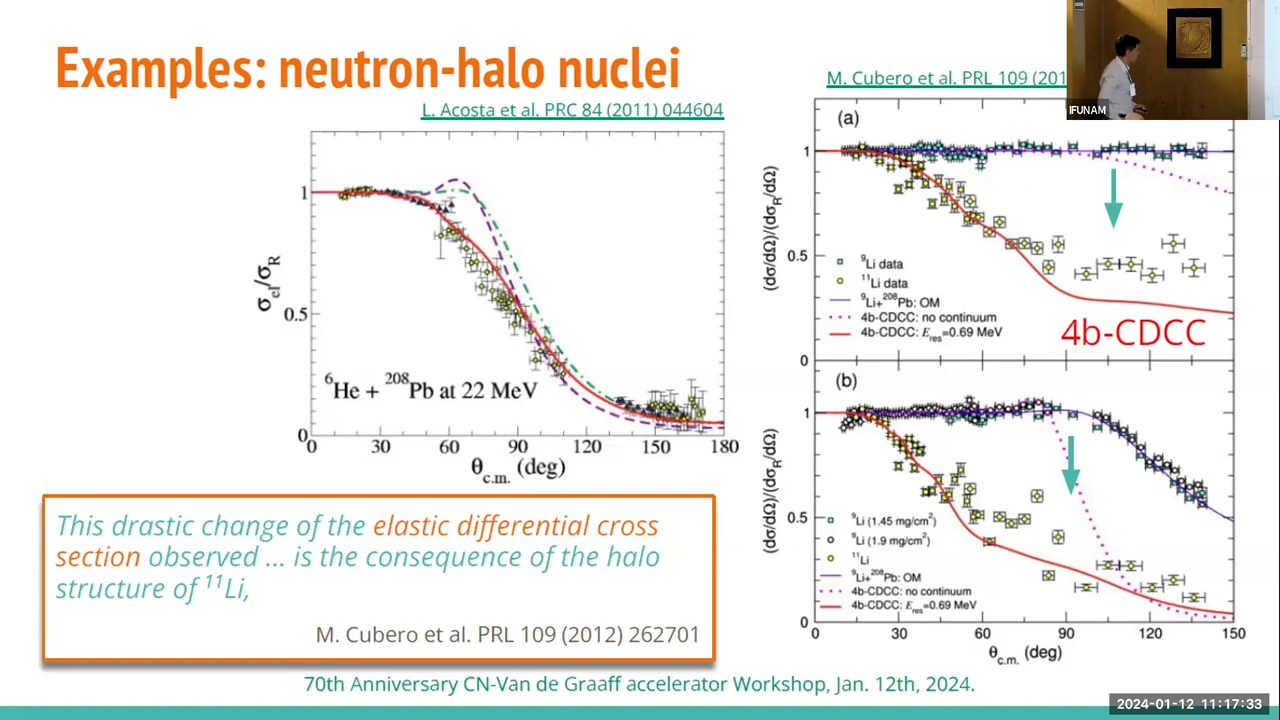 Examples: neutron-halo nuclei
L. Acosta et al. PRC 84 (2011) 044604
σel/σR
1
0.5
0
⁶He + ²⁰⁸Pb at 22 MeV
0 30 60 90 120 150 180
θc.m. (deg)
This drastic change of the elastic differential cross
section observed ... is the consequence of the halo
structure of ¹¹Li,
M. Cubero et al. PRL 109 (2012) 262701
M. Cubero et al. PRL 109 (201
IFUNAM
(a)
(dσ/dΩ)/(dσR/dΩ)
1
0.5
0
⁹Li data
¹¹Li data
⁹Li+²⁰⁸Pb: OM
4b-CDCC: no continuum
4b-CDCC: Eres=0.69 MeV
4b-CDCC
(b)
(dσ/dΩ)/(dσR/dΩ)
1
0.5
0
⁹Li (1.45 mg/cm²)
⁹Li (1.9 mg/cm²)
¹¹Li
⁹Li+²⁰⁸Pb: OM
4b-CDCC: no continuum
4b-CDCC: Eres=0.69 MeV
0 30 60 90 120 150
θc.m. (deg)
70th Anniversary CN-Van de Graaff accelerator Workshop, Jan. 12th, 2024.
2024-01-12 11:17:33